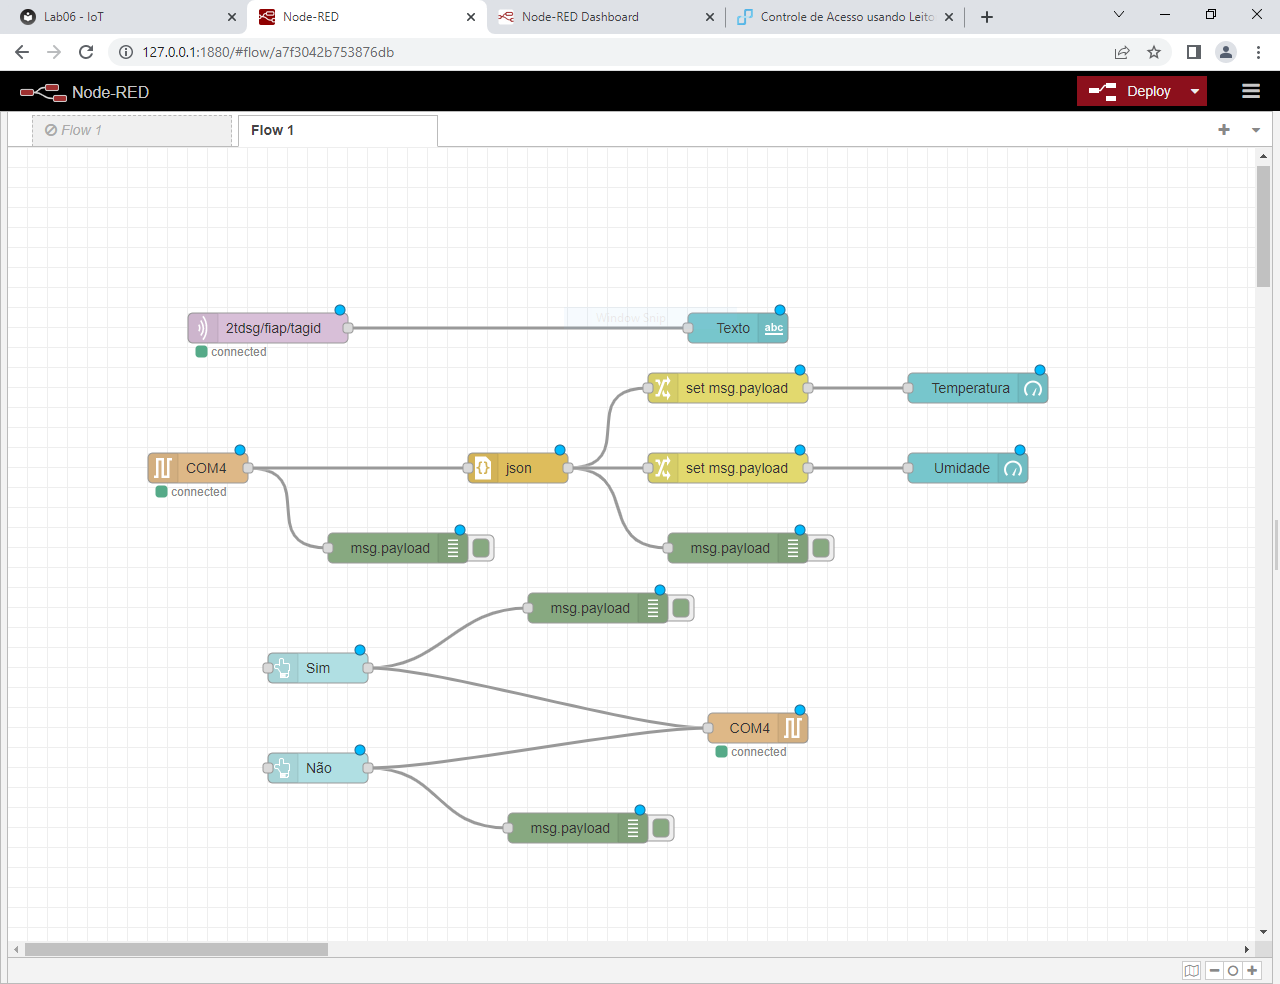 Lab06 - IoT
Node-RED
Node-RED Dashboard
Controle de Acesso usando Leito
127.0.0.1:1880/#flow/a7f3042b753876db
Node-RED
Deploy
Flow 1
Flow 1
Window Snip
2tdsg/fiap/tagid
connected
Texto
abc
set msg.payload
Temperatura
COM4
connected
json
set msg.payload
Umidade
msg.payload
msg.payload
msg.payload
Sim
COM4
connected
Não
msg.payload